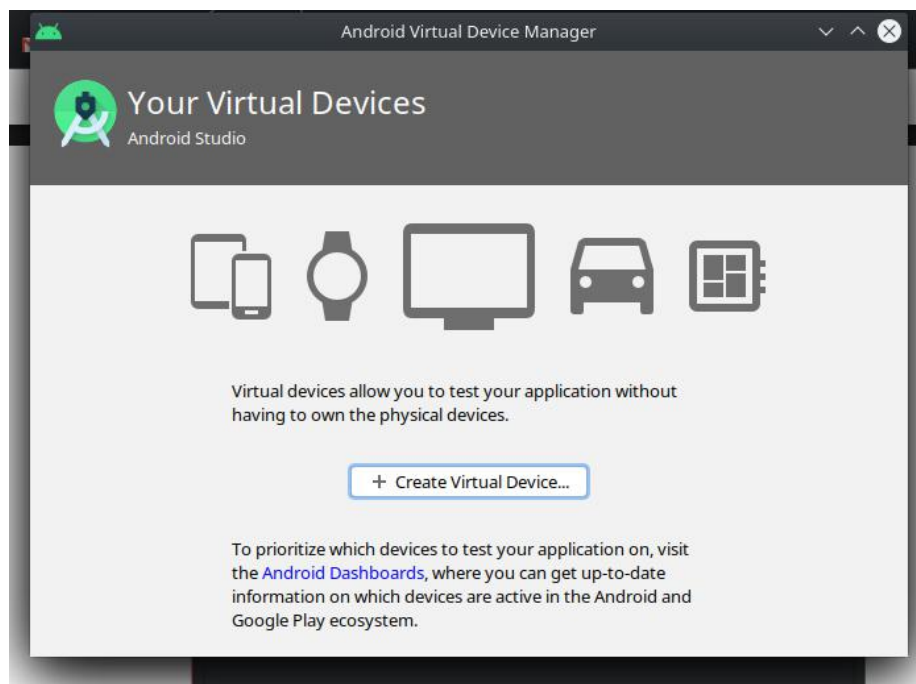 Android Virtual Device Manager
Your Virtual Devices
Android Studio
Virtual devices allow you to test your application without
having to own the physical devices.
+ Create Virtual Device...
To prioritize which devices to test your application on, visit
the Android Dashboards, where you can get up-to-date
information on which devices are active in the Android and
Google Play ecosystem.